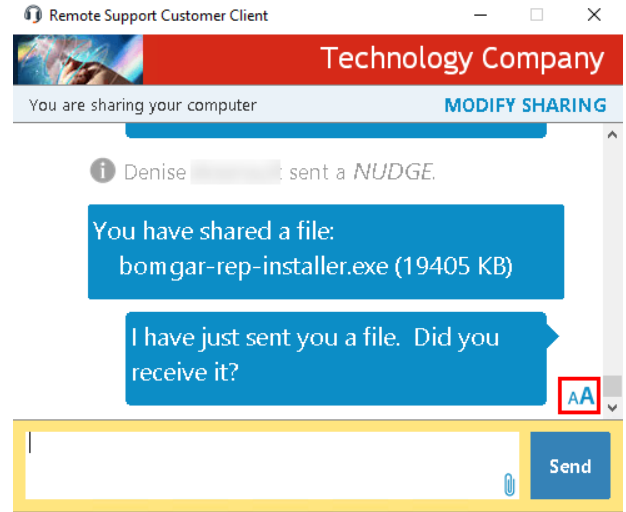 Remote Support Customer Client
Technology Company
You are sharing your computer
MODIFY SHARING
Denise sent a NUDGE.
You have shared a file:
bomgar-rep-installer.exe (19405 KB)
I have just sent you a file. Did you
receive it?
AA
Send